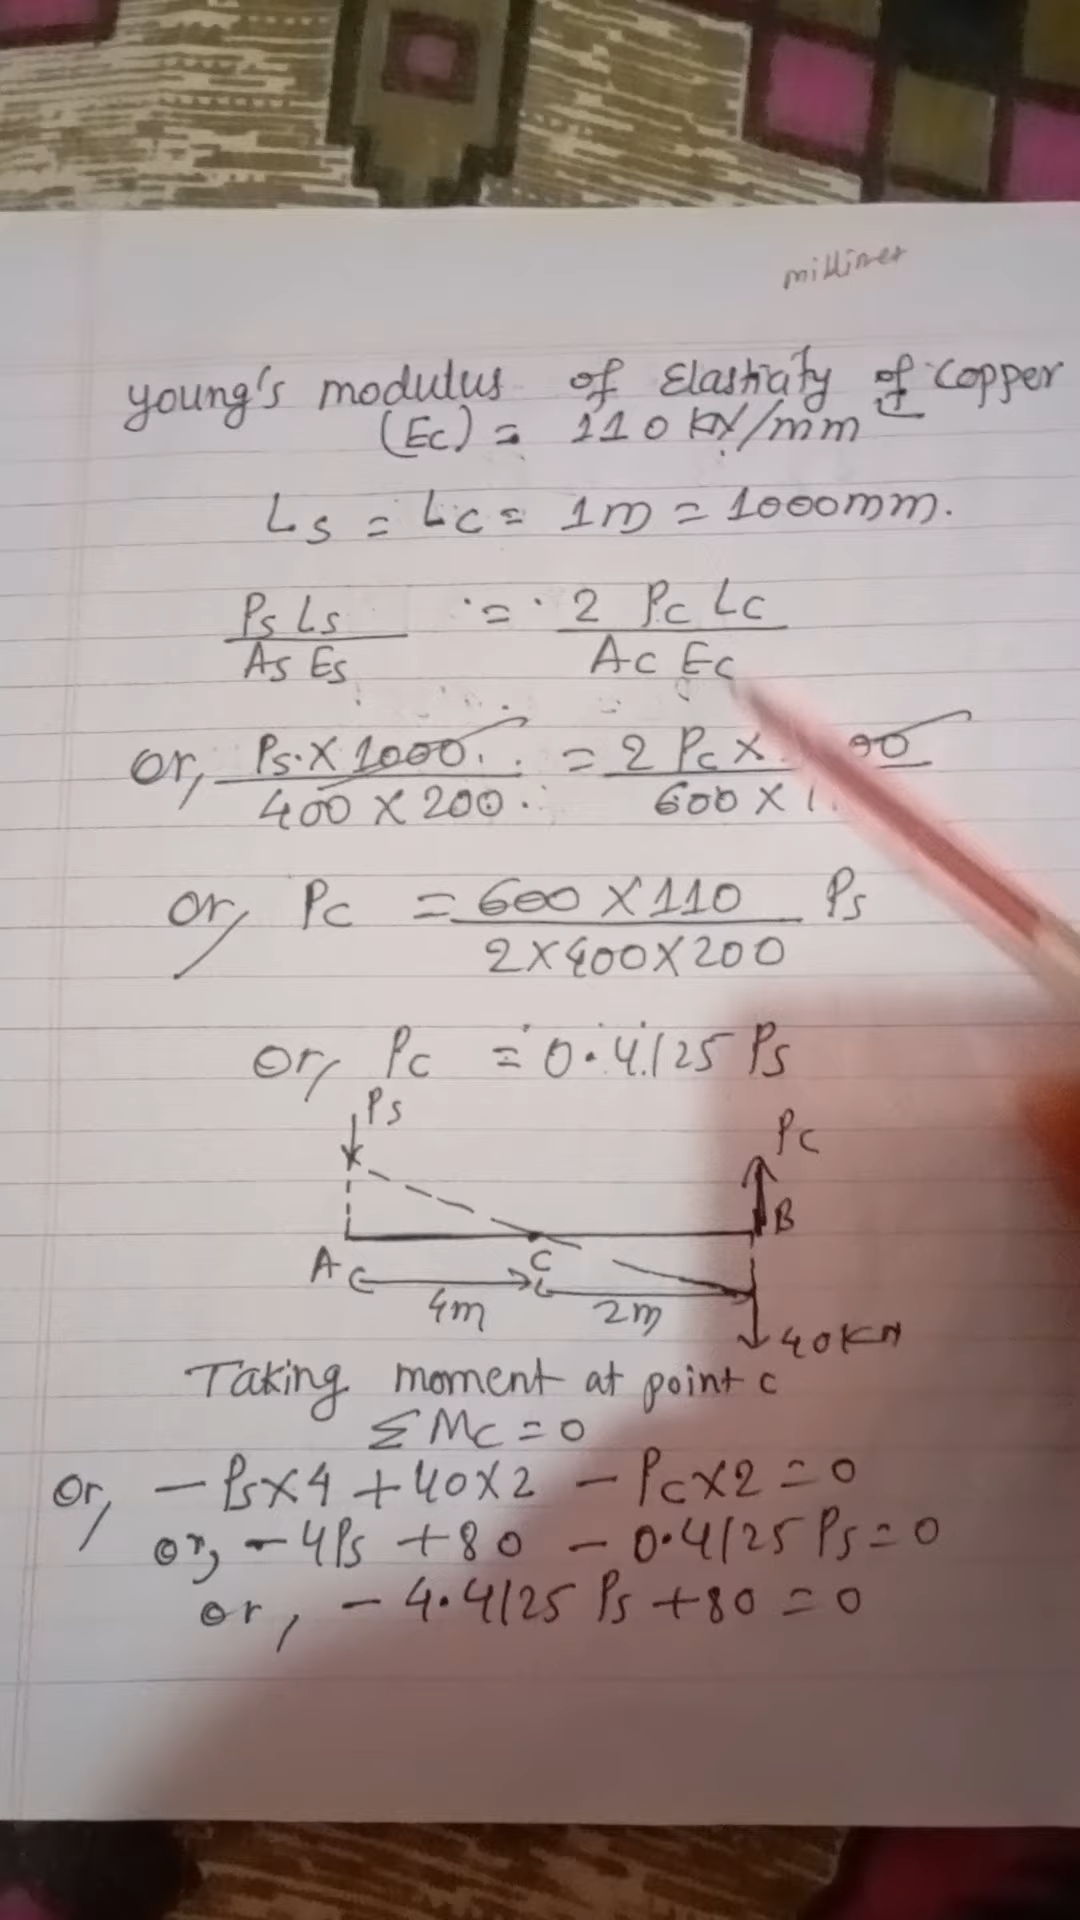 milliner
young's modulus of Elasticity of copper
(Ec) = 110 KN/mm
Ls = Lc = 1m = 1000mm.
Ps Ls / As Es = 2 Pc Lc / Ac Ec
or, Ps × 1000 / 400 × 200 = 2 Pc × / 600 ×
or, Pc = 600 × 110 / 2 × 400 × 200 Ps
or, Pc = 0.4125 Ps
Ps
Pc
B
A C
4m 2m
40KN
Taking moment at point c
ΣMc = 0
or, - Ps×4 + 40×2 - Pc×2 = 0
or, - 4Ps + 80 - 0.4125 Ps = 0
or, - 4.4125 Ps + 80 = 0